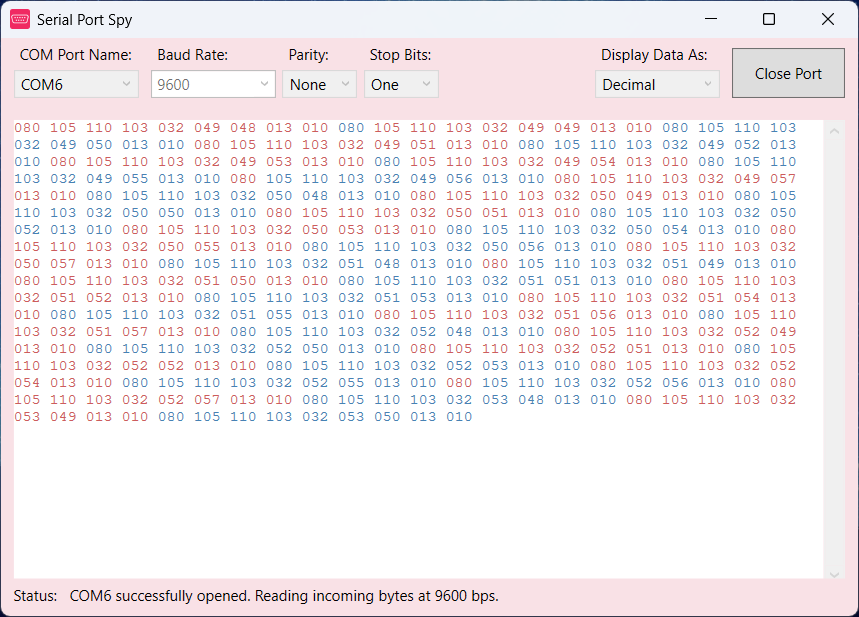 Serial Port Spy
COM Port Name: Baud Rate: Parity: Stop Bits: Display Data As:
COM6 9600 None One Decimal Close Port
080 105 110 103 032 049 048 013 010 080 105 110 103 032 049 049 013 010 080 105 110 103
032 049 050 013 010 080 105 110 103 032 049 051 013 010 080 105 110 103 032 049 052 013
010 080 105 110 103 032 049 053 013 010 080 105 110 103 032 049 054 013 010 080 105 110
103 032 049 055 013 010 080 105 110 103 032 049 056 013 010 080 105 110 103 032 049 057
013 010 080 105 110 103 032 050 048 013 010 080 105 110 103 032 050 049 013 010 080 105
110 103 032 050 050 013 010 080 105 110 103 032 050 051 013 010 080 105 110 103 032 050
052 013 010 080 105 110 103 032 050 053 013 010 080 105 110 103 032 050 054 013 010 080
105 110 103 032 050 055 013 010 080 105 110 103 032 050 056 013 010 080 105 110 103 032
050 057 013 010 080 105 110 103 032 051 048 013 010 080 105 110 103 032 051 049 013 010
080 105 110 103 032 051 050 013 010 080 105 110 103 032 051 051 013 010 080 105 110 103
032 051 052 013 010 080 105 110 103 032 051 053 013 010 080 105 110 103 032 051 054 013
010 080 105 110 103 032 051 055 013 010 080 105 110 103 032 051 056 013 010 080 105 110
103 032 051 057 013 010 080 105 110 103 032 052 048 013 010 080 105 110 103 032 052 049
013 010 080 105 110 103 032 052 050 013 010 080 105 110 103 032 052 051 013 010 080 105
110 103 032 052 052 013 010 080 105 110 103 032 052 053 013 010 080 105 110 103 032 052
054 013 010 080 105 110 103 032 052 055 013 010 080 105 110 103 032 052 056 013 010 080
105 110 103 032 052 057 013 010 080 105 110 103 032 053 048 013 010 080 105 110 103 032
053 049 013 010 080 105 110 103 032 053 050 013 010
Status: COM6 successfully opened. Reading incoming bytes at 9600 bps.